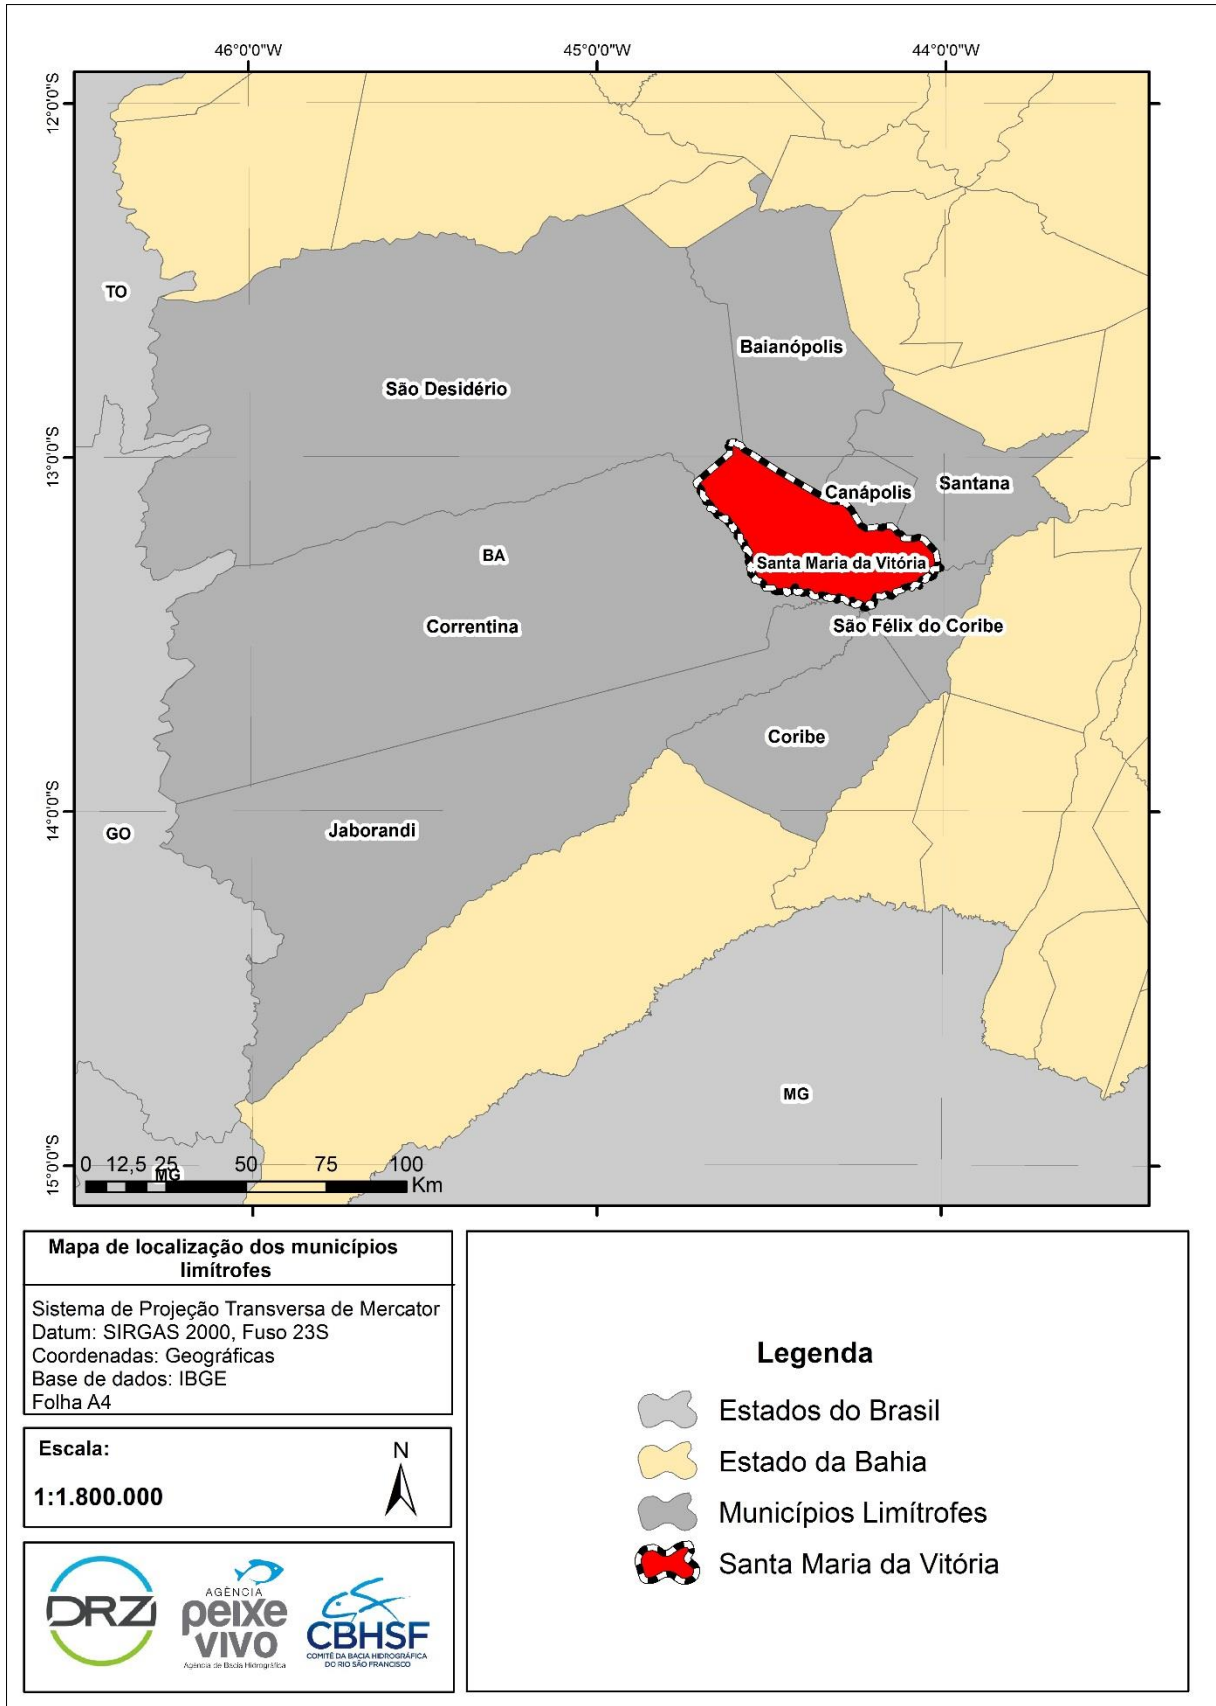 46°0'0"W
45°0'0"W
44°0'0"W
12°0'0"S
13°0'0"S
14°0'0"S
15°0'0"S
TO
Baianópolis
São Desidério
Santana
Canápolis
BA
Santa Maria da Vitória
Correntina
São Félix do Coribe
Coribe
GO
Jaborandi
MG
MG
0 12,5 25 50 75 100
Km
Mapa de localização dos municípios
limítrofes
Sistema de Projeção Transversa de Mercator
Datum: SIRGAS 2000, Fuso 23S
Coordenadas: Geográficas
Base de dados: IBGE
Folha A4
Escala:
N
1:1.800.000
DRZ
AGÊNCIA
peixe
vivo
Agência de Bacia Hidrográfica
CBHSF
COMITÊ DA BACIA HIDROGRÁFICA
DO RIO SÃO FRANCISCO
Legenda
Estados do Brasil
Estado da Bahia
Municípios Limítrofes
Santa Maria da Vitória